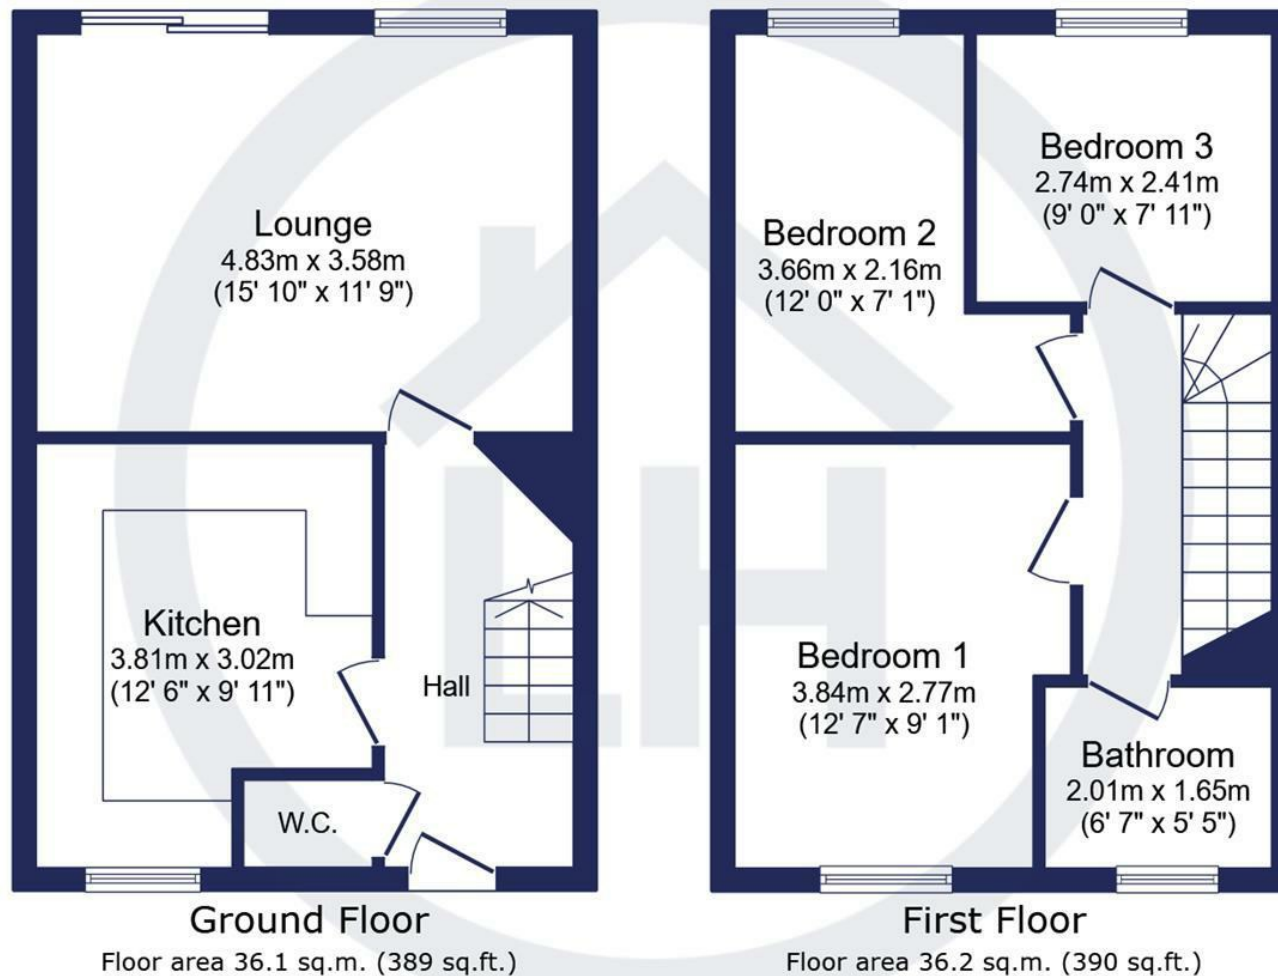 Lounge
4.83m x 3.58m
(15' 10" x 11' 9")
Kitchen
3.81m x 3.02m
(12' 6" x 9' 11")
Hall
W.C.
Ground Floor
Floor area 36.1 sq.m. (389 sq.ft.)
Bedroom 3
2.74m x 2.41m
(9' 0" x 7' 11")
Bedroom 2
3.66m x 2.16m
(12' 0" x 7' 1")
Bedroom 1
3.84m x 2.77m
(12' 7" x 9' 1")
Bathroom
2.01m x 1.65m
(6' 7" x 5' 5")
First Floor
Floor area 36.2 sq.m. (390 sq.ft.)
LH